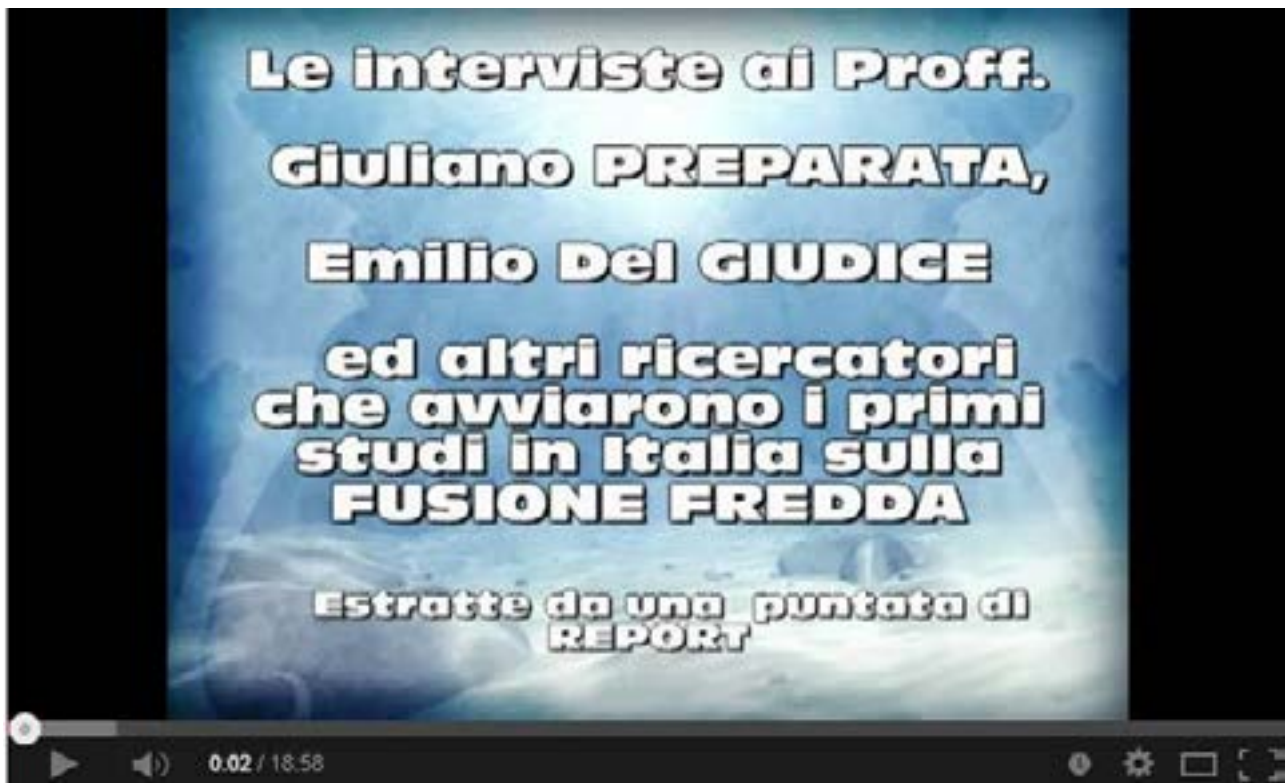 Le interviste ai Proff.
Giuliano PREPARATA,
Emilio Del GIUDICE
ed altri ricercatori
che avviarono i primi
studi in Italia sulla
FUSIONE FREDDA
Estratte da una puntata di
REPORT
0.02 / 18.58